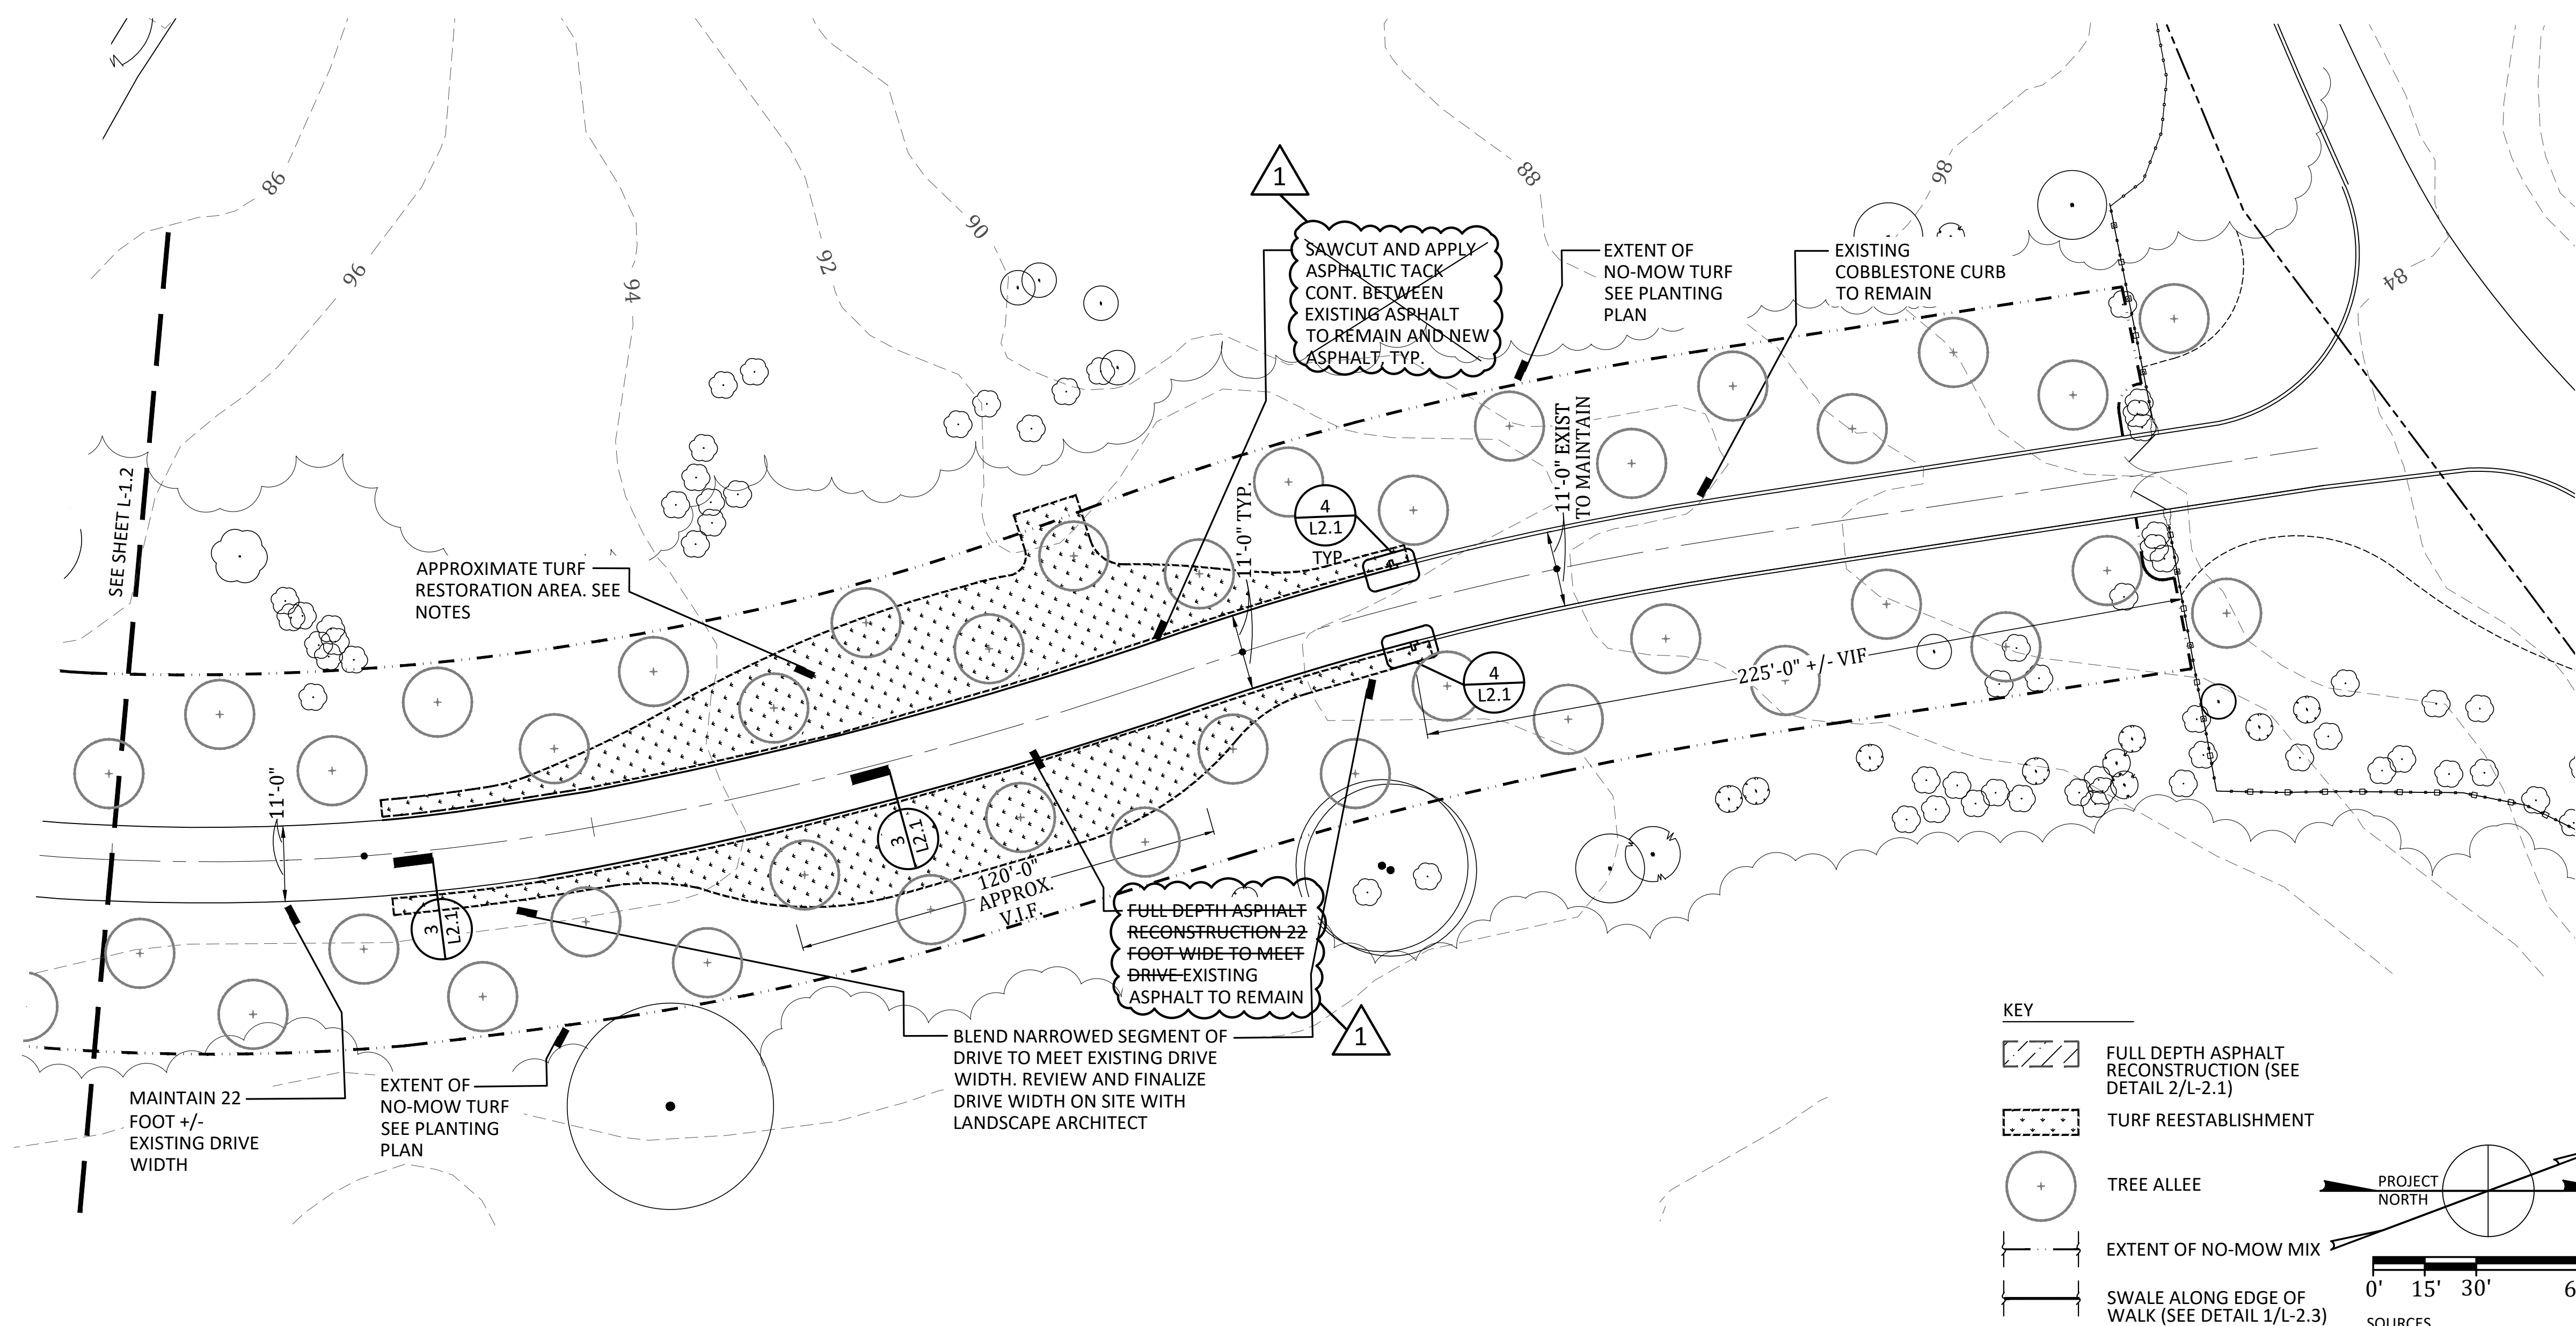 98
96
94
92
90
88
86
84
1
SAWCUT AND APPLY
ASPHALTIC TACK
CONT. BETWEEN
EXISTING ASPHALT
TO REMAIN AND NEW
ASPHALT, TYP.
EXTENT OF
NO-MOW TURF
SEE PLANTING
PLAN
EXISTING
COBBLESTONE CURB
TO REMAIN
SEE SHEET L-1.2
APPROXIMATE TURF
RESTORATION AREA. SEE
NOTES
11'-0" TYP.
4
L2.1
TYP.
11'-0" EXIST
TO MAINTAIN
4
L2.1
225'-0" +/- VIF
11'-0"
3
L2.1
3
L2.1
120'-0"
APPROX.
V.I.F.
FULL DEPTH ASPHALT
RECONSTRUCTION 22
FOOT WIDE TO MEET
DRIVE EXISTING
ASPHALT TO REMAIN
1
BLEND NARROWED SEGMENT OF
DRIVE TO MEET EXISTING DRIVE
WIDTH. REVIEW AND FINALIZE
DRIVE WIDTH ON SITE WITH
LANDSCAPE ARCHITECT
MAINTAIN 22
FOOT +/-
EXISTING DRIVE
WIDTH
EXTENT OF
NO-MOW TURF
SEE PLANTING
PLAN
KEY
FULL DEPTH ASPHALT
RECONSTRUCTION (SEE
DETAIL 2/L-2.1)
TURF REESTABLISHMENT
TREE ALLEE
EXTENT OF NO-MOW MIX
SWALE ALONG EDGE OF
WALK (SEE DETAIL 1/L-2.3)
PROJECT
NORTH
0' 15' 30' 6
SOURCES